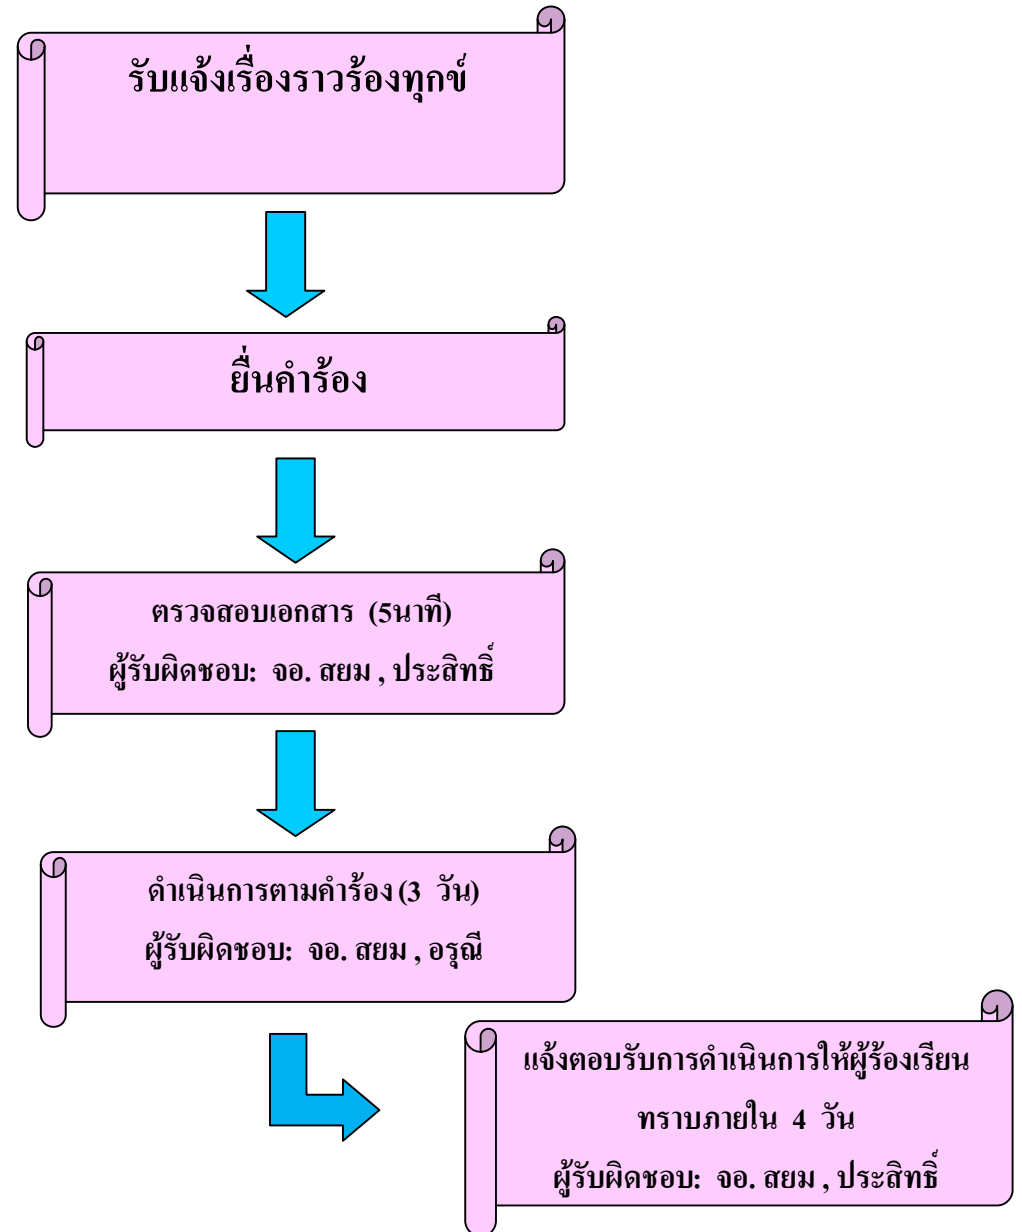 รับแจ้งเรื่องราวร้องทุกข์
ยื่นคำร้อง
ตรวจสอบเอกสาร (5นาที)
ผู้รับผิดชอบ: จอ. สยม , ประสิทธิ์
ดำเนินการตามคำร้อง (3 วัน)
ผู้รับผิดชอบ: จอ. สยม , อรุณี
แจ้งตอบรับการดำเนินการให้ผู้ร้องเรียน
ทราบภายใน 4 วัน
ผู้รับผิดชอบ: จอ. สยม , ประสิทธิ์